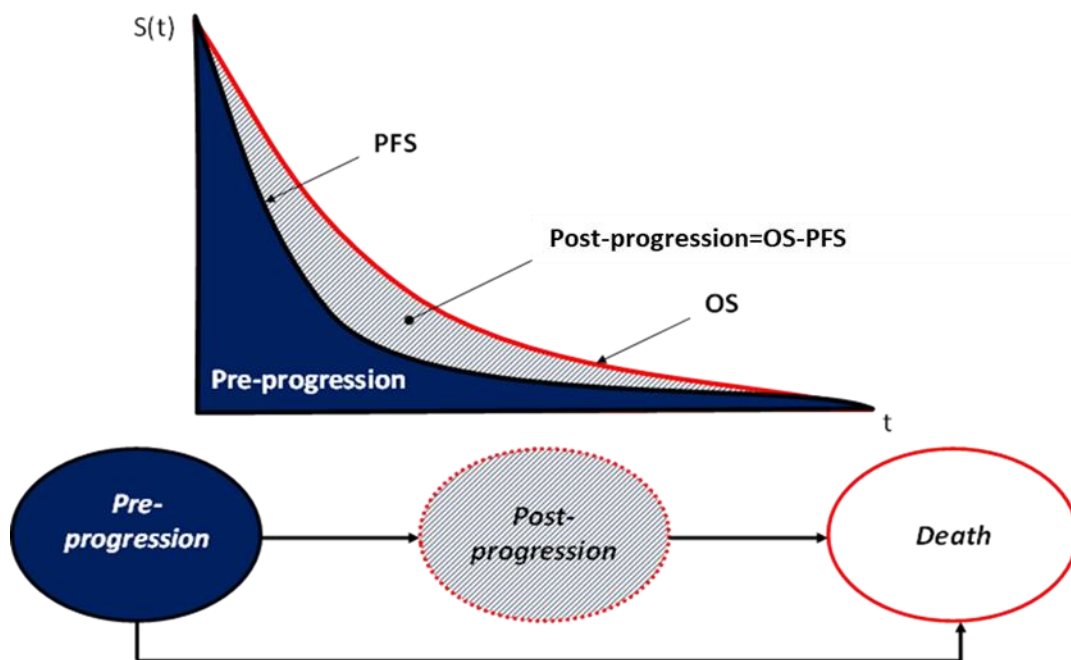 S(t)
PFS
Post-progression=OS-PFS
OS
Pre-progression
t
Pre-
progression
Post-
progression
Death